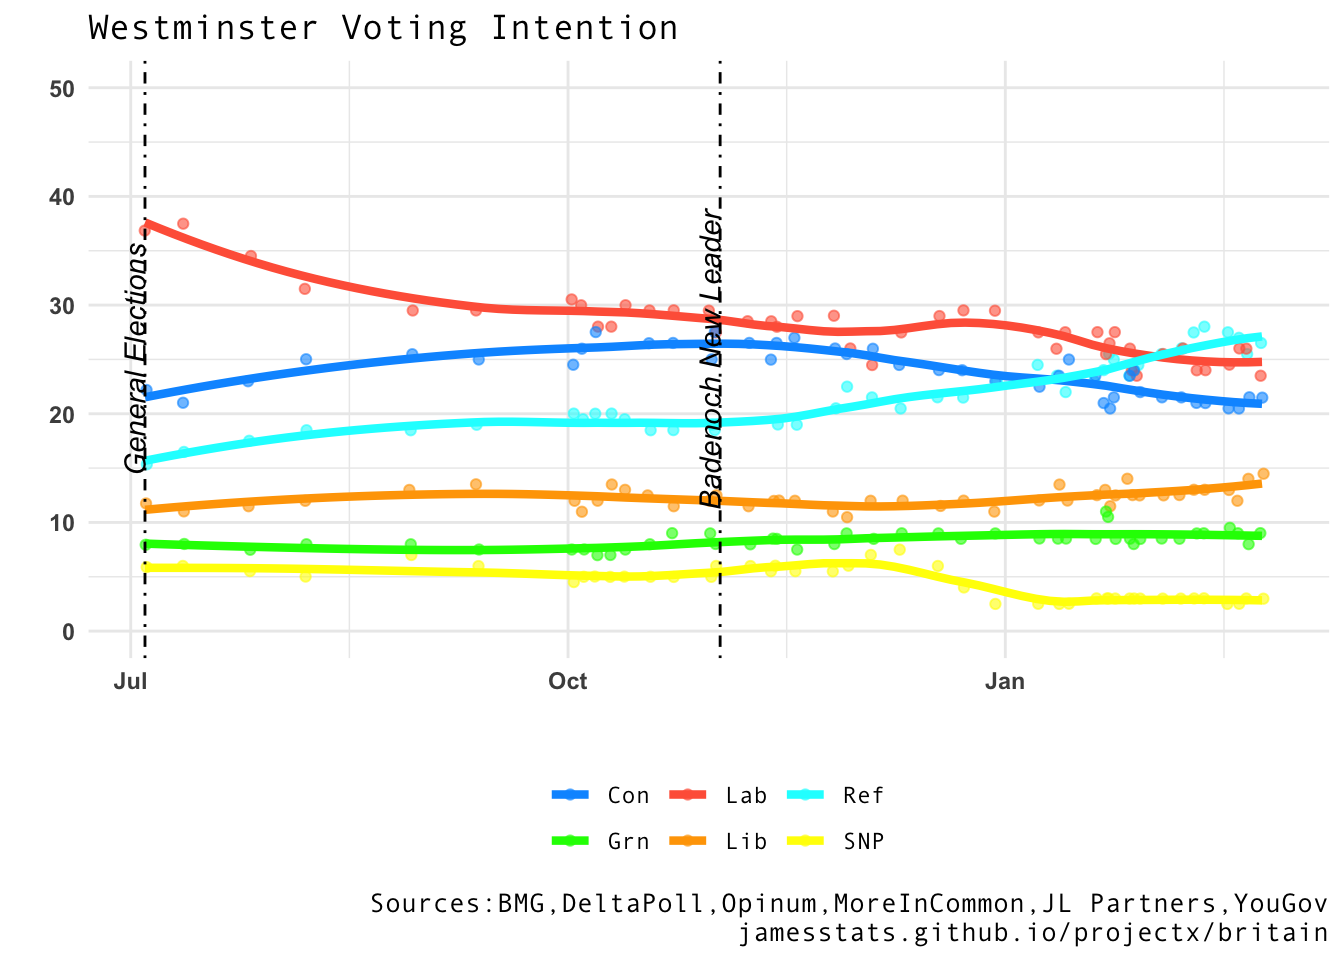 Westminster Voting Intention
50
40
30
20
10
0
General Elections
Badenoch New Leader
Jul
Oct
Jan
Con
Lab
Ref
Grn
Lib
SNP
Sources:BMG,DeltaPoll,Opinum,MoreInCommon,JL Partners,YouGov
jamesstats.github.io/projectx/britain